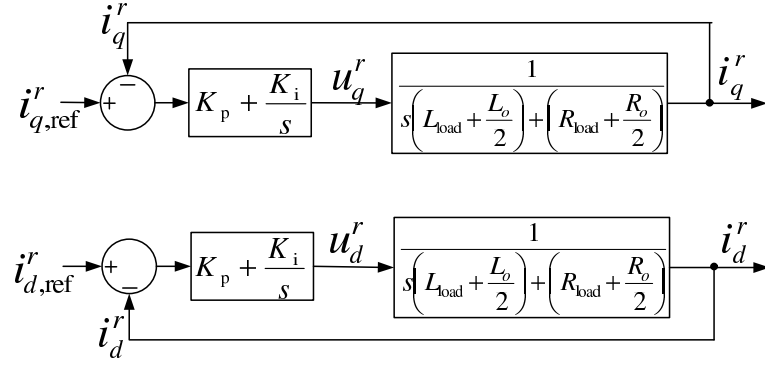 i_q^r
i_{q,ref}^r + − K_p + K_i/s u_q^r 1/(s(L_load + L_o/2) + (R_load + R_o/2)) i_q^r
i_{d,ref}^r + − K_p + K_i/s u_d^r 1/(s(L_load + L_o/2) + (R_load + R_o/2)) i_d^r
i_d^r